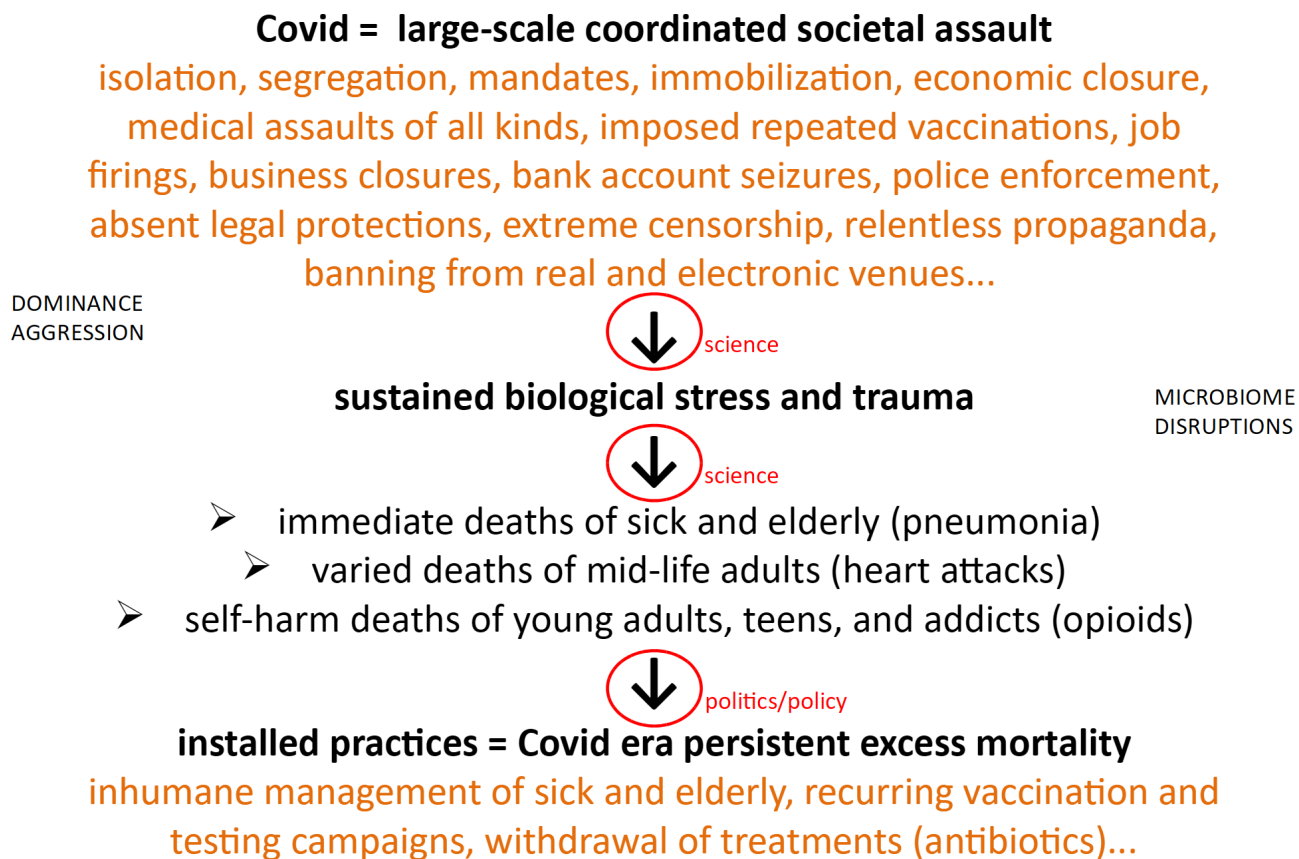 Covid = large-scale coordinated societal assault
isolation, segregation, mandates, immobilization, economic closure,
medical assaults of all kinds, imposed repeated vaccinations, job
firings, business closures, bank account seizures, police enforcement,
absent legal protections, extreme censorship, relentless propaganda,
banning from real and electronic venues...
DOMINANCE
AGGRESSION
science
sustained biological stress and trauma
MICROBIOME
DISRUPTIONS
science
➢ immediate deaths of sick and elderly (pneumonia)
➢ varied deaths of mid-life adults (heart attacks)
➢ self-harm deaths of young adults, teens, and addicts (opioids)
politics/policy
installed practices = Covid era persistent excess mortality
inhumane management of sick and elderly, recurring vaccination and
testing campaigns, withdrawal of treatments (antibiotics)...